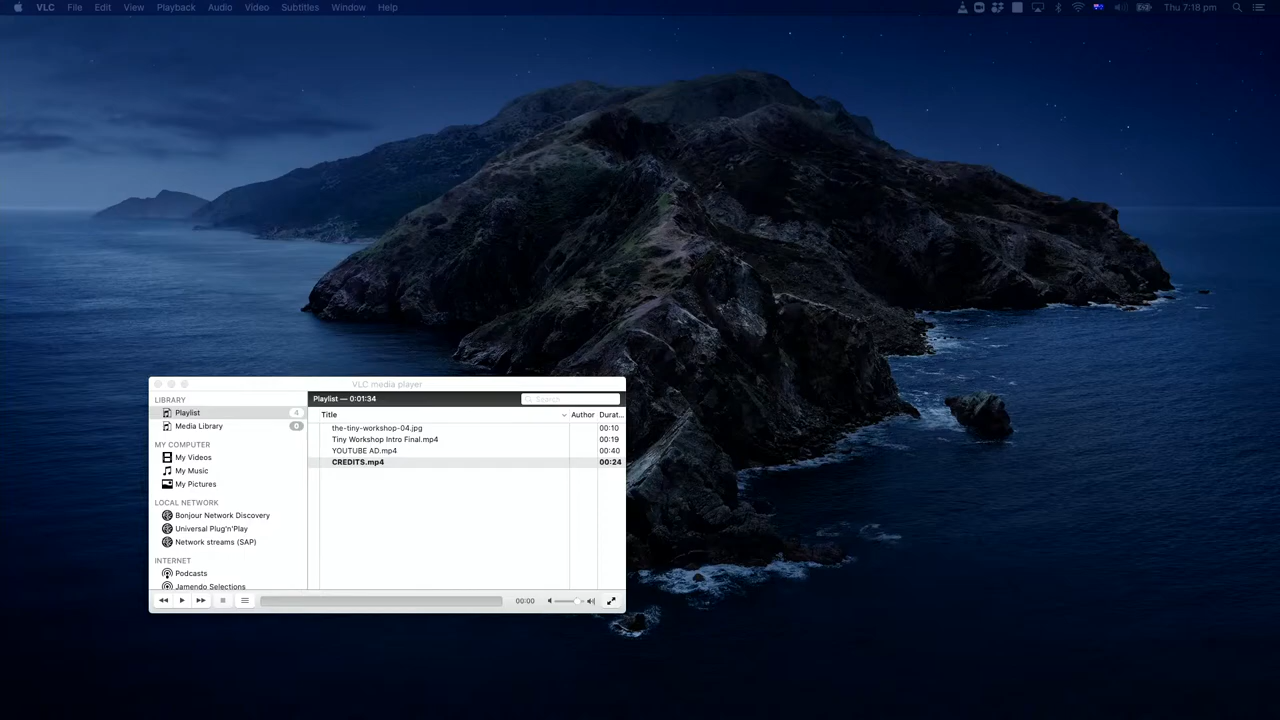 VLC File Edit View Playback Audio Video Subtitles Window Help Thu 7:18 pm
VLC media player
LIBRARY
Playlist 4
Media Library 0
MY COMPUTER
My Videos
My Music
My Pictures
LOCAL NETWORK
Bonjour Network Discovery
Universal Plug'n'Play
Network streams (SAP)
INTERNET
Podcasts
Jamendo Selections
Playlist — 0:01:34 Search
Title Author Durat...
the-tiny-workshop-04.jpg 00:10
Tiny Workshop Intro Final.mp4 00:19
YOUTUBE AD.mp4 00:40
CREDITS.mp4 00:24
00:00